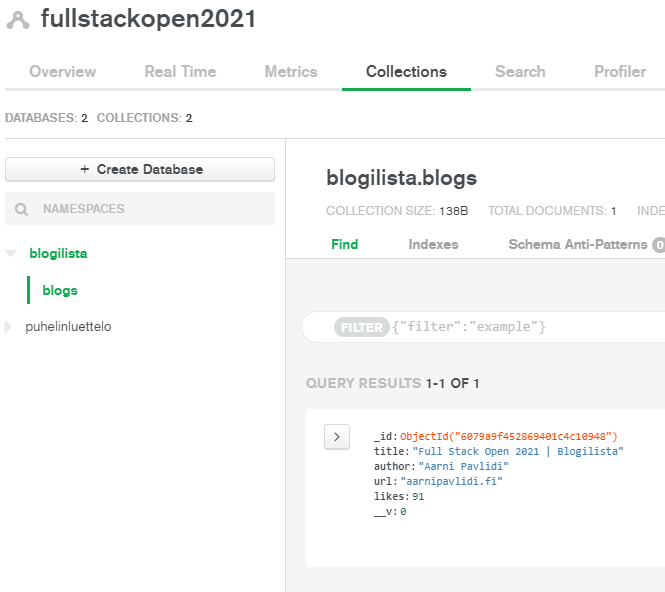 fullstackopen2021
Overview Real Time Metrics Collections Search Profiler
DATABASES: 2 COLLECTIONS: 2
+ Create Database
NAMESPACES
blogilista
blogs
puhelinluettelo
blogilista.blogs
COLLECTION SIZE: 138B TOTAL DOCUMENTS: 1 INDE
Find Indexes Schema Anti-Patterns 0
FILTER {"filter":"example"}
QUERY RESULTS 1-1 OF 1
_id:ObjectId("6079a9f452869401c4c10948")
title:"Full Stack Open 2021 | Blogilista"
author:"Aarni Pavlidi"
url:"aarnipavlidi.fi"
likes:91
__v:0